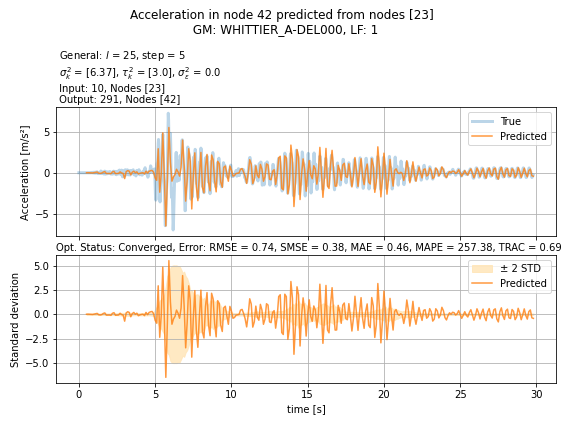 Acceleration in node 42 predicted from nodes [23]
GM: WHITTIER_A-DEL000, LF: 1
General: l = 25, step = 5
σ²ₖ = [6.37], τ²ₖ = [3.0], σ²ε = 0.0
Input: 10, Nodes [23]
Output: 291, Nodes [42]
Acceleration [m/s²]
5
0
−5
True
Predicted
Opt. Status: Converged, Error: RMSE = 0.74, SMSE = 0.38, MAE = 0.46, MAPE = 257.38, TRAC = 0.69
Standard deviation
5.0
2.5
0.0
−2.5
−5.0
± 2 STD
Predicted
0 5 10 15 20 25 30
time [s]